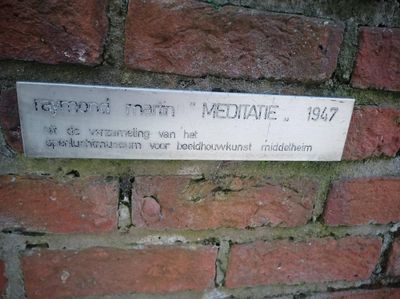 raymond martin "MEDITATIE„ 1947
uit de verzameling van het
openluchtmuseum voor beeldhouwkunst middelheim